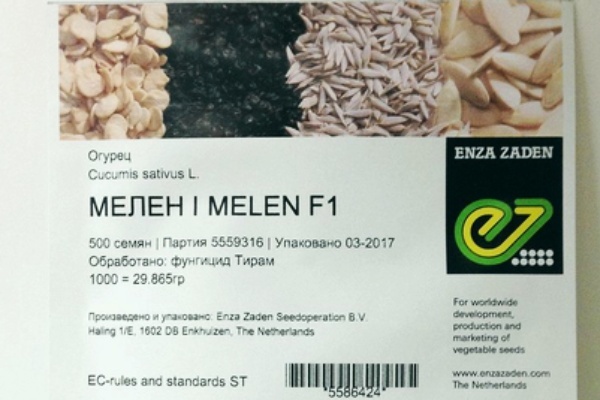 ENZA ZADEN
Огурец
Cucumis sativus L.
МЕЛЕН I MELEN F1
500 семян | Партия 5559316 | Упаковано 03-2017
Обработано: фунгицид Тирам
1000 = 29.865гр
Произведено и упаковано: Enza Zaden Seedoperation B.V.
Haling 1/E, 1602 DB Enkhuizen, The Netherlands
For worldwide
development,
production and
marketing of
vegetable seeds
www.enzazaden.com
The Netherlands
EC-rules and standards ST
*5586424*